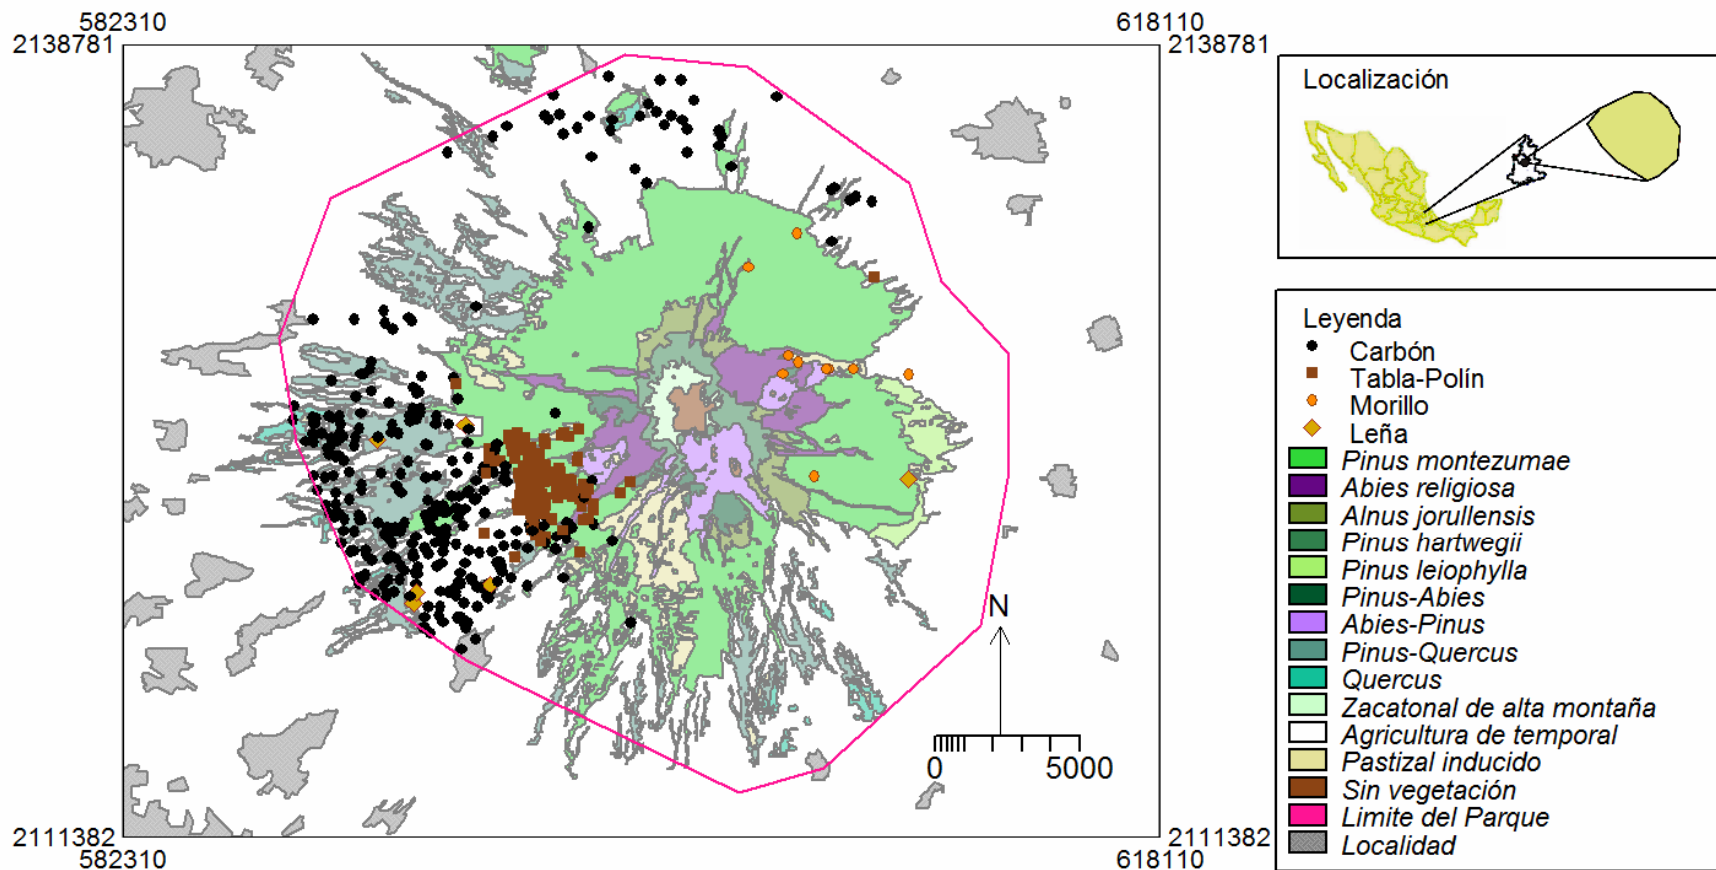 582310
618110
2138781
2138781
Localización
Leyenda
Carbón
Tabla-Polín
Morillo
Leña
Pinus montezumae
Abies religiosa
Alnus jorullensis
Pinus hartwegii
Pinus leiophylla
Pinus-Abies
Abies-Pinus
Pinus-Quercus
Quercus
Zacatonal de alta montaña
Agricultura de temporal
Pastizal inducido
Sin vegetación
Limite del Parque
Localidad
N
0 5000
2111382
2111382
582310
618110